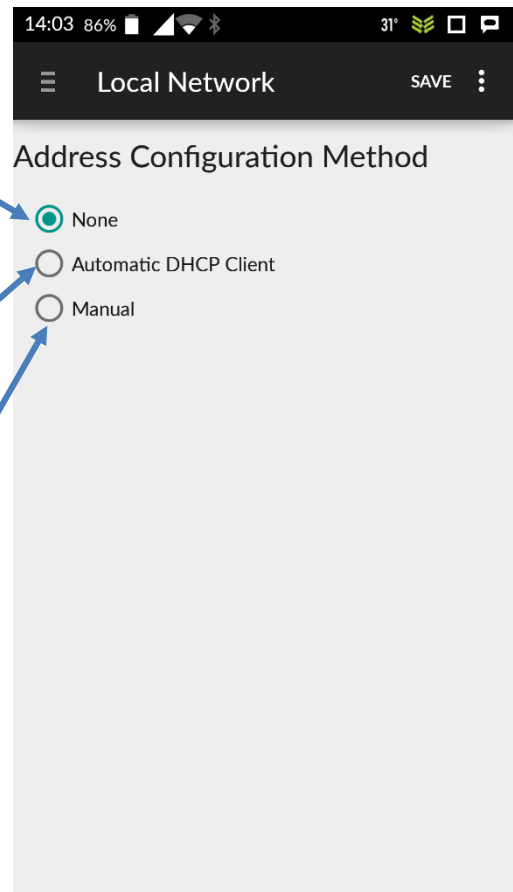 14:03 86% 31°
Local Network SAVE
Address Configuration Method
None
Automatic DHCP Client
Manual